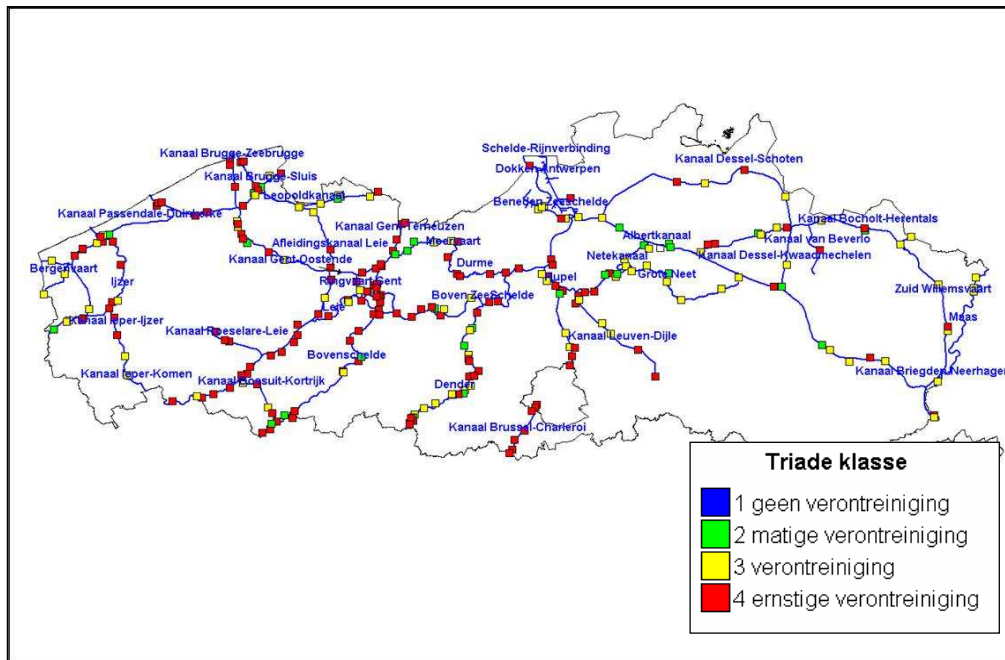 Kanaal Brugge-Zeebrugge
Kanaal Brugge-Sluis
Leopoldkanaal
Kanaal Passendale-Duinkerke
Kanaal Gent-Terneuzen
Moervaart
Afleidingskanaal Leie
Kanaal Gent-Oostende
Bergenvaart
Ijzer
Ringvaart Gent
Durme
Leie
Boven ZeeSchelde
Kanaal Ieper-Ijzer
Kanaal Roeselare-Leie
Bovenschelde
Kanaal Ieper-Komen
Kanaal Bossuit-Kortrijk
Dender
Kanaal Brussel-Charleroi
Schelde-Rijnverbinding
Dokken Antwerpen
Beneden Zeeschelde
Kanaal Dessel-Schoten
Albertkanaal
Kanaal Bocholt-Herentals
Kanaal van Beverlo
Kanaal Dessel-Kwaadmechelen
Netekanaal
Grote Neet
Rupel
Zuid Willemsvaart
Maas
Kanaal Leuven-Dijle
Kanaal Briegden-Neerhagen
Triade klasse
1 geen verontreiniging
2 matige verontreiniging
3 verontreiniging
4 ernstige verontreiniging